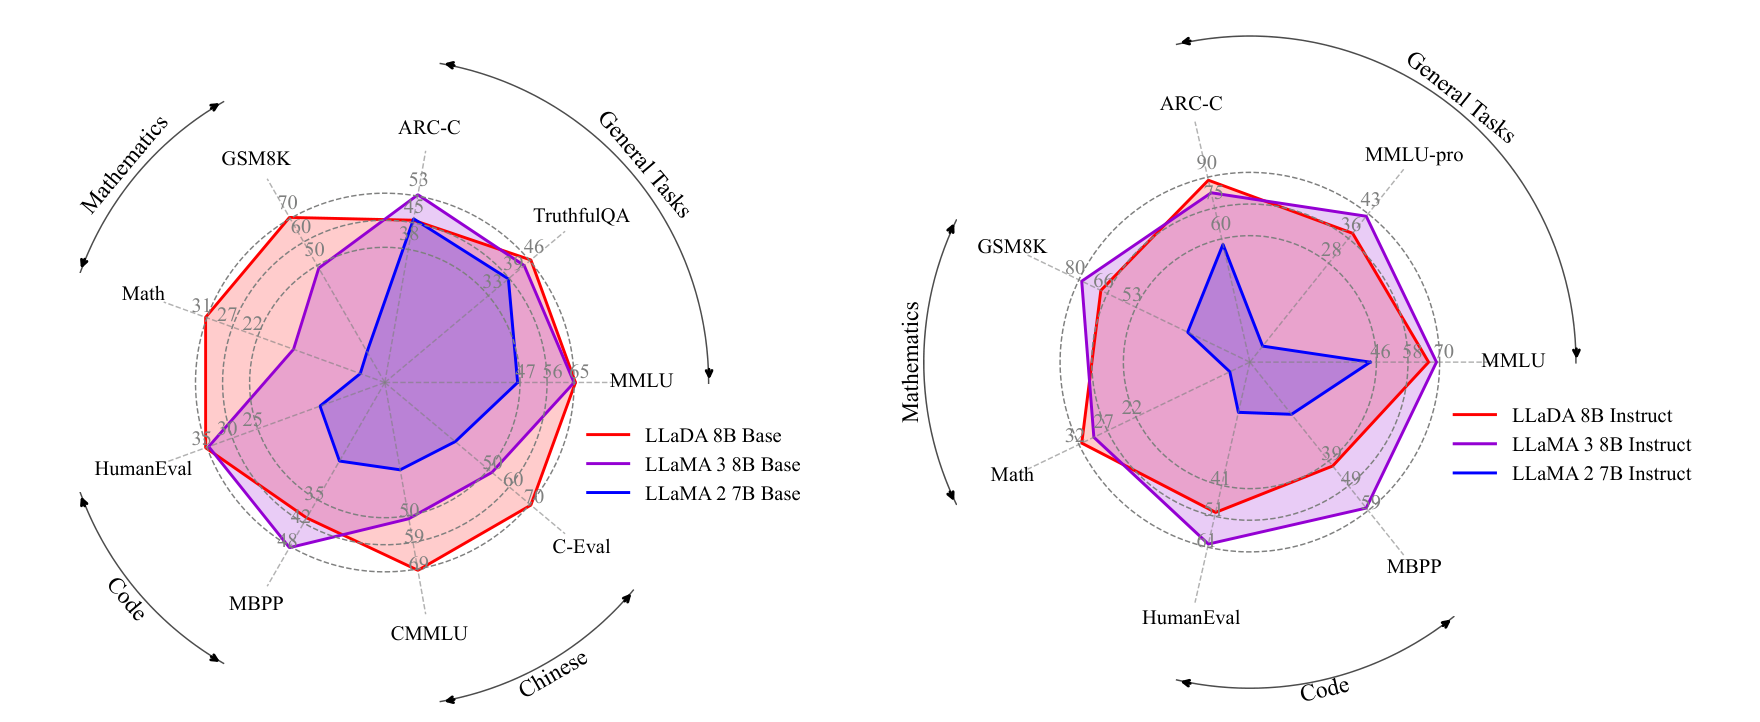 General Tasks
Mathematics
Code
Chinese
ARC-C
53
45
38
TruthfulQA
46
39
33
MMLU
47 56 65
GSM8K
70
60
50
Math
31
27
22
HumanEval
35
30
25
MBPP
35
42
48
CMMLU
50
59
69
C-Eval
50
60
70
LLaDA 8B Base
LLaMA 3 8B Base
LLaMA 2 7B Base
General Tasks
Mathematics
Code
ARC-C
90
75
60
MMLU-pro
43
36
28
MMLU
46 58 70
GSM8K
80
66
53
Math
32
27
22
HumanEval
41
51
61
MBPP
39
49
59
LLaDA 8B Instruct
LLaMA 3 8B Instruct
LLaMA 2 7B Instruct